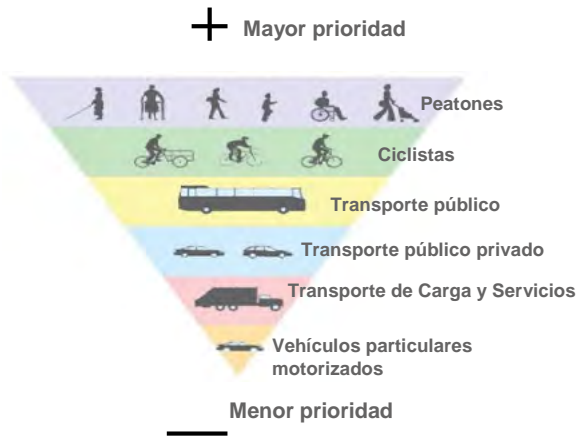 + Mayor prioridad
Peatones
Ciclistas
Transporte público
Transporte público privado
Transporte de Carga y Servicios
Vehículos particulares
motorizados
Menor prioridad
—